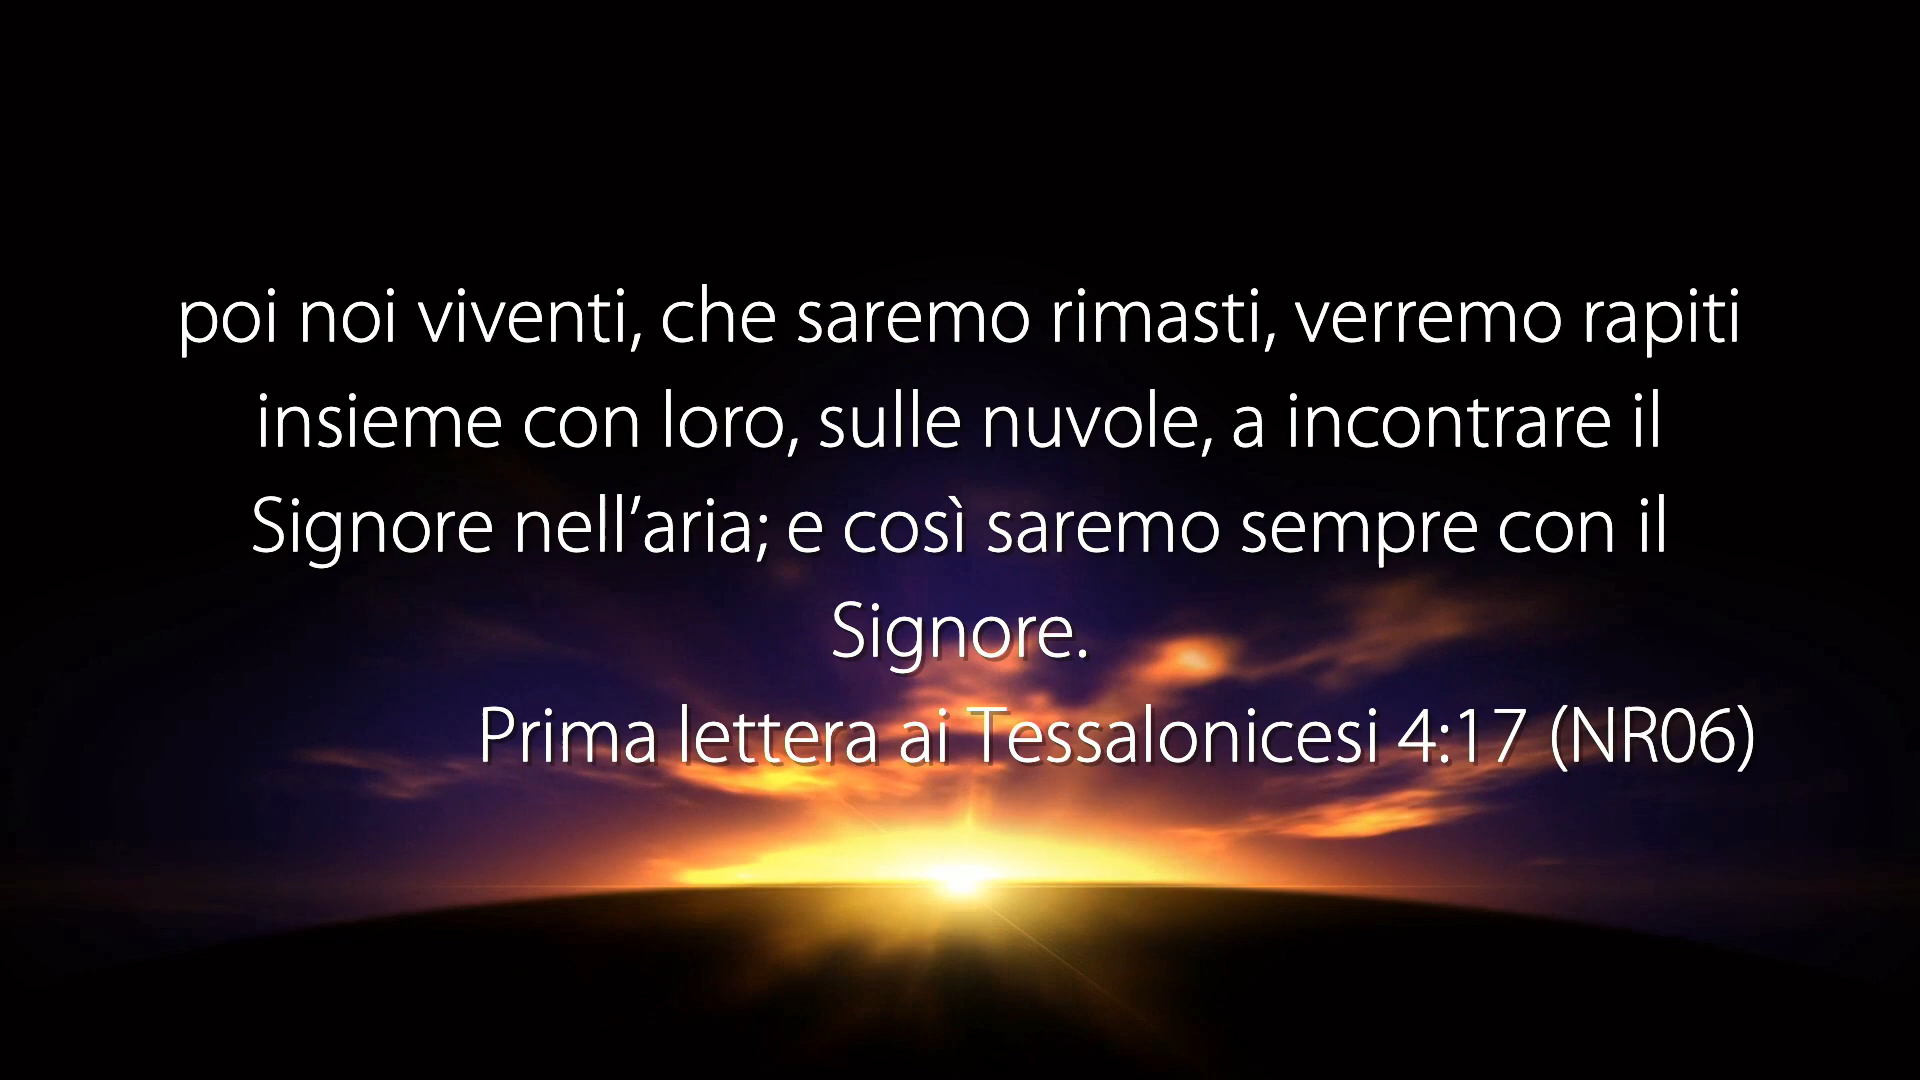 poi noi viventi, che saremo rimasti, verremo rapiti
insieme con loro, sulle nuvole, a incontrare il
Signore nell’aria; e così saremo sempre con il
Signore.
Prima lettera ai Tessalonicesi 4:17 (NR06)